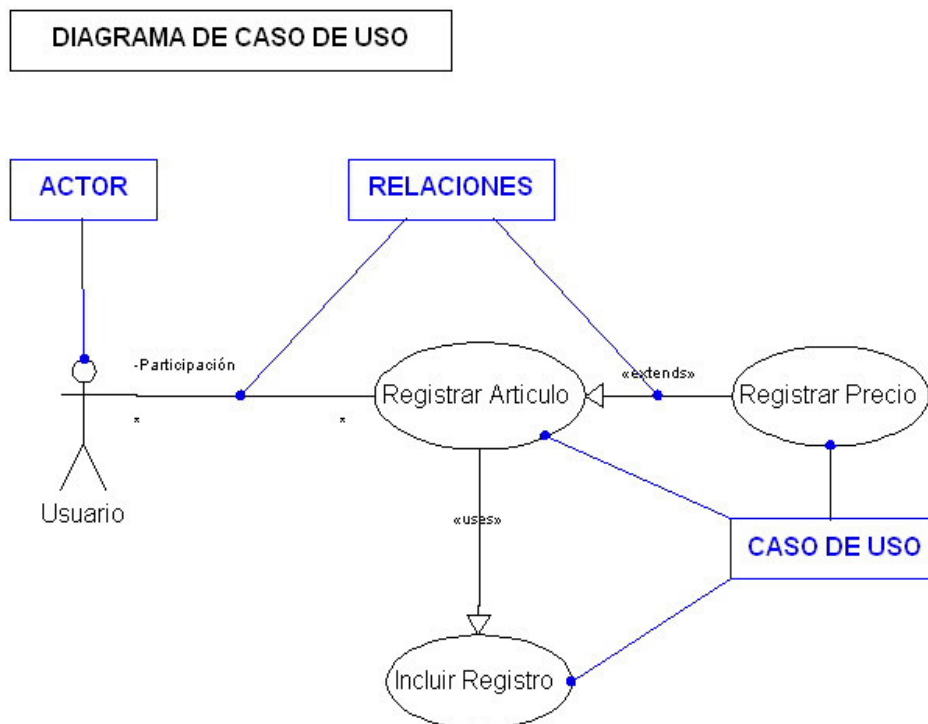 DIAGRAMA DE CASO DE USO
ACTOR
RELACIONES
-Participación
*
*
Registrar Articulo
«extends»
Registrar Precio
Usuario
«uses»
CASO DE USO
Incluir Registro